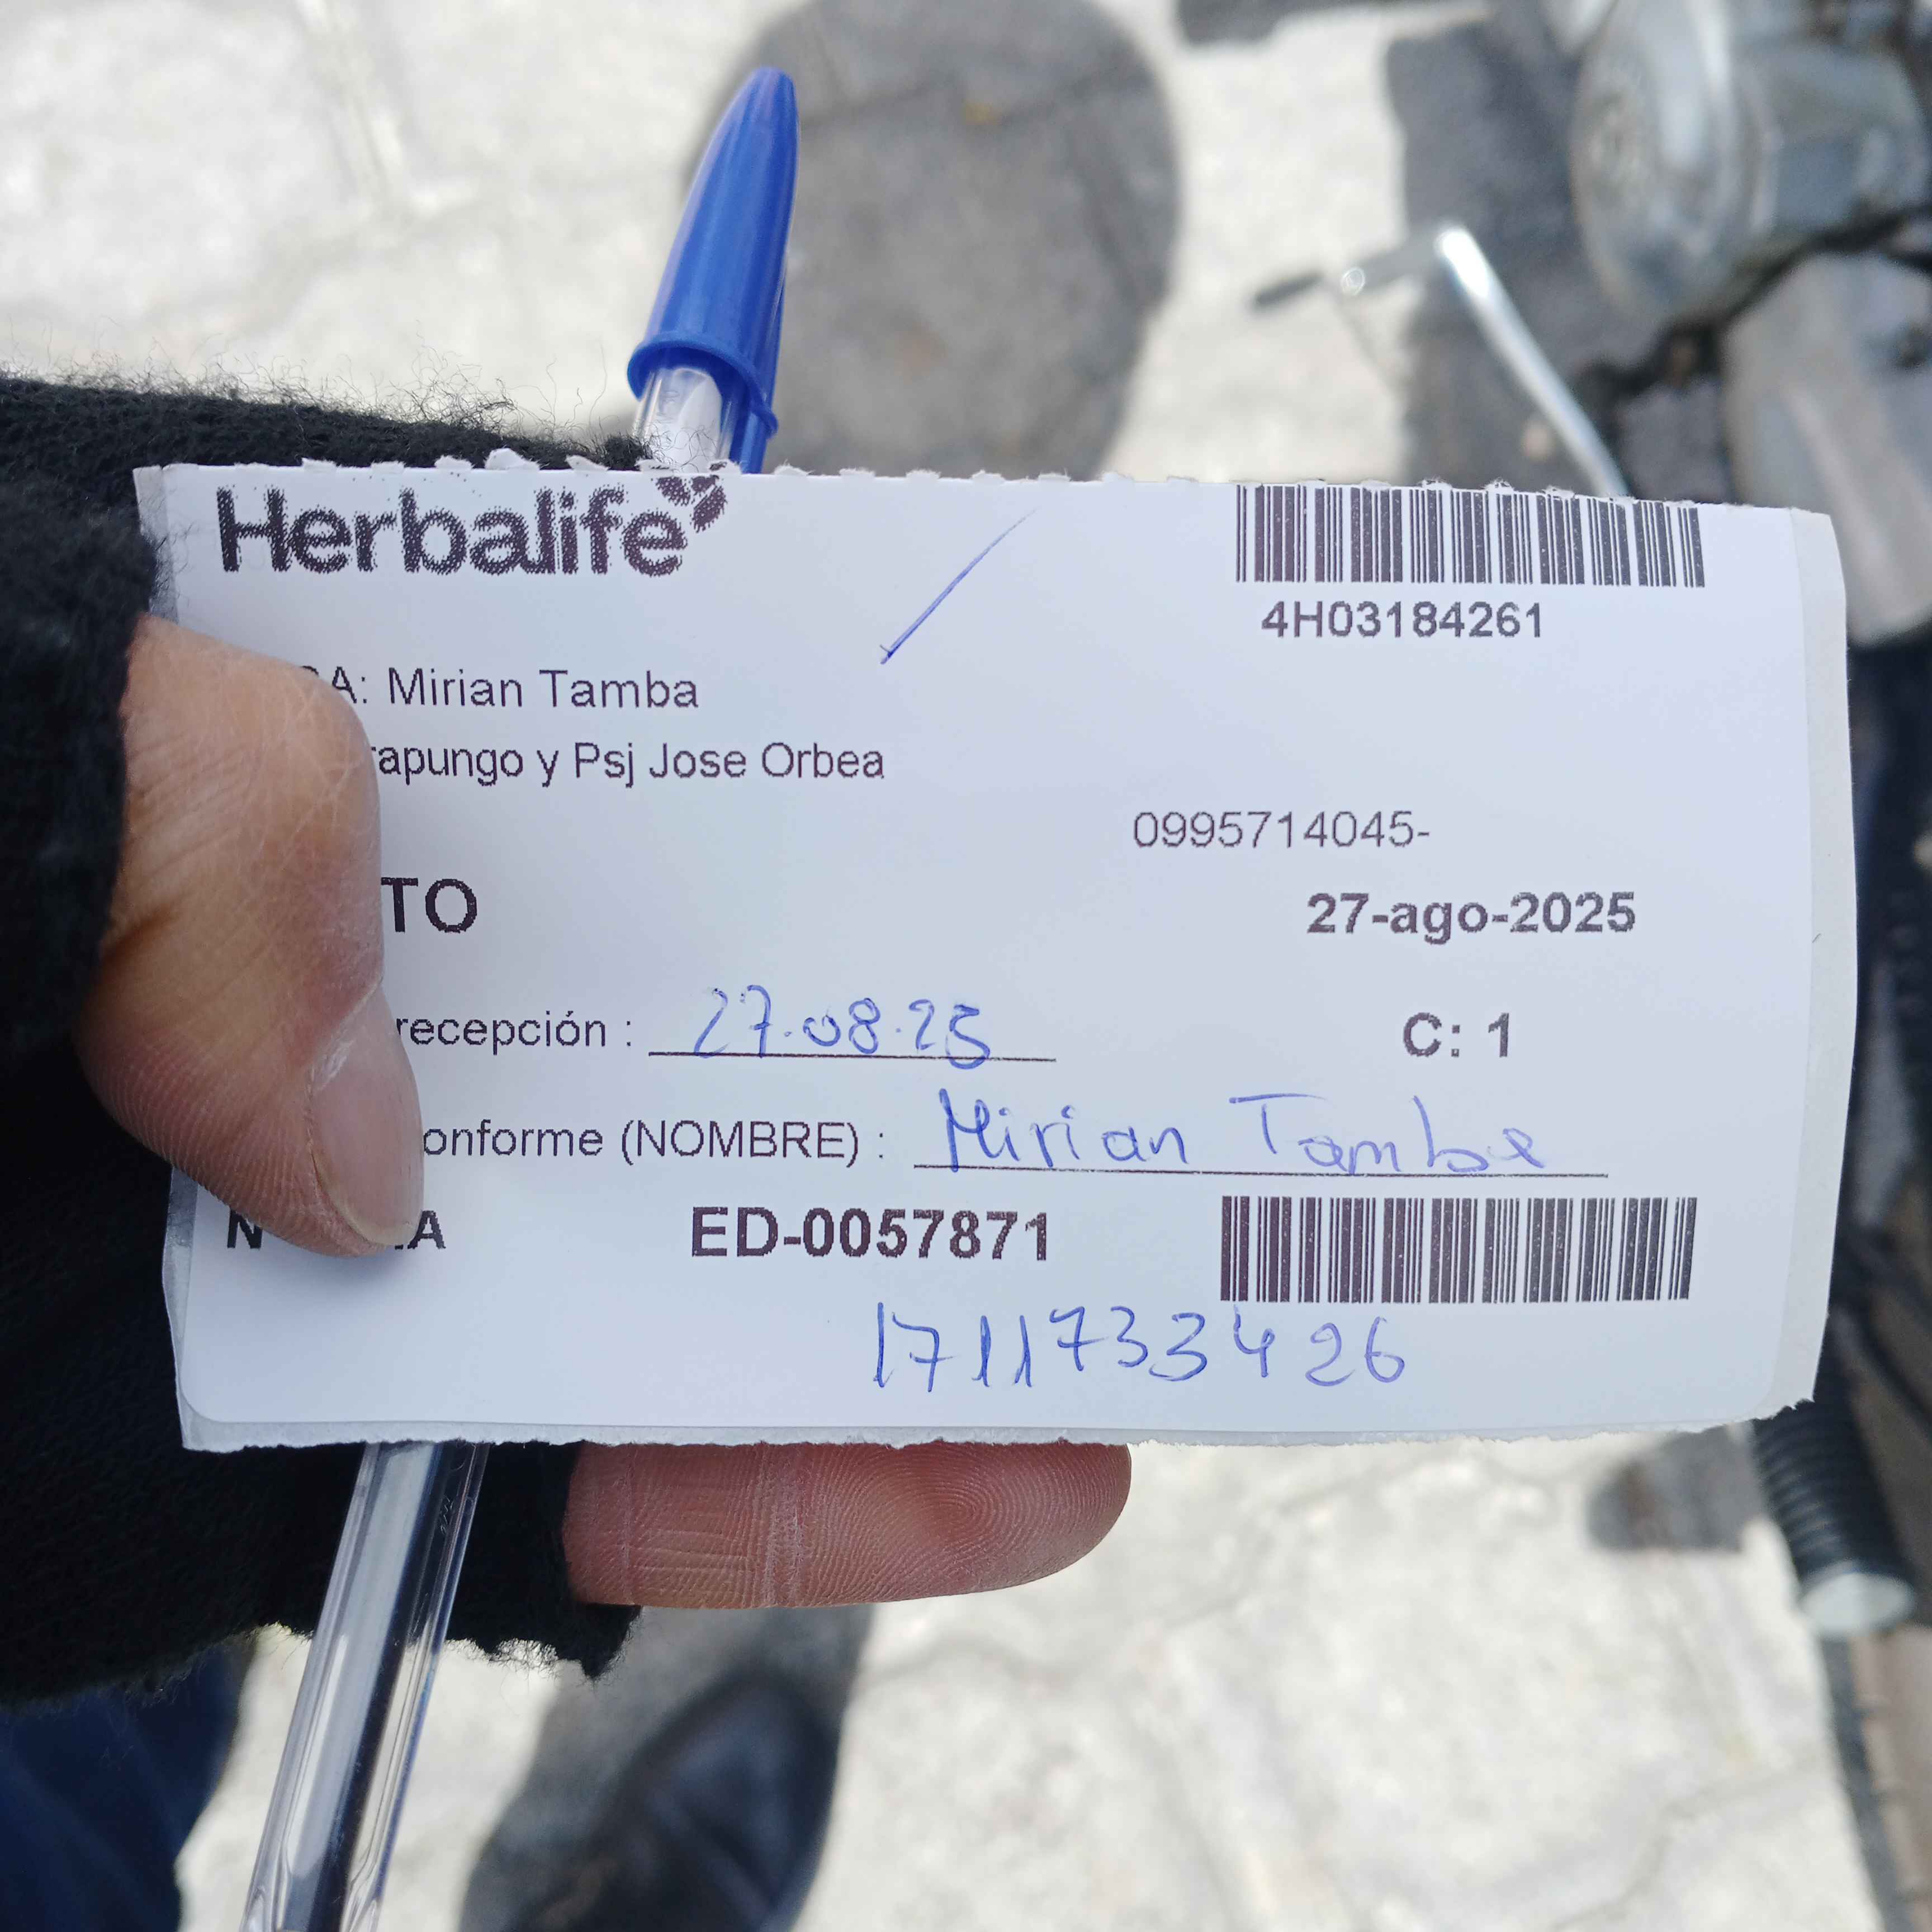 Herbalife
4H03184261
A: Mirian Tamba
apungo y Psj Jose Orbea
0995714045-
TO
27-ago-2025
recepción : 27.08.25
C: 1
onforme (NOMBRE) : Mirian Tamba
ED-0057871
1711733426